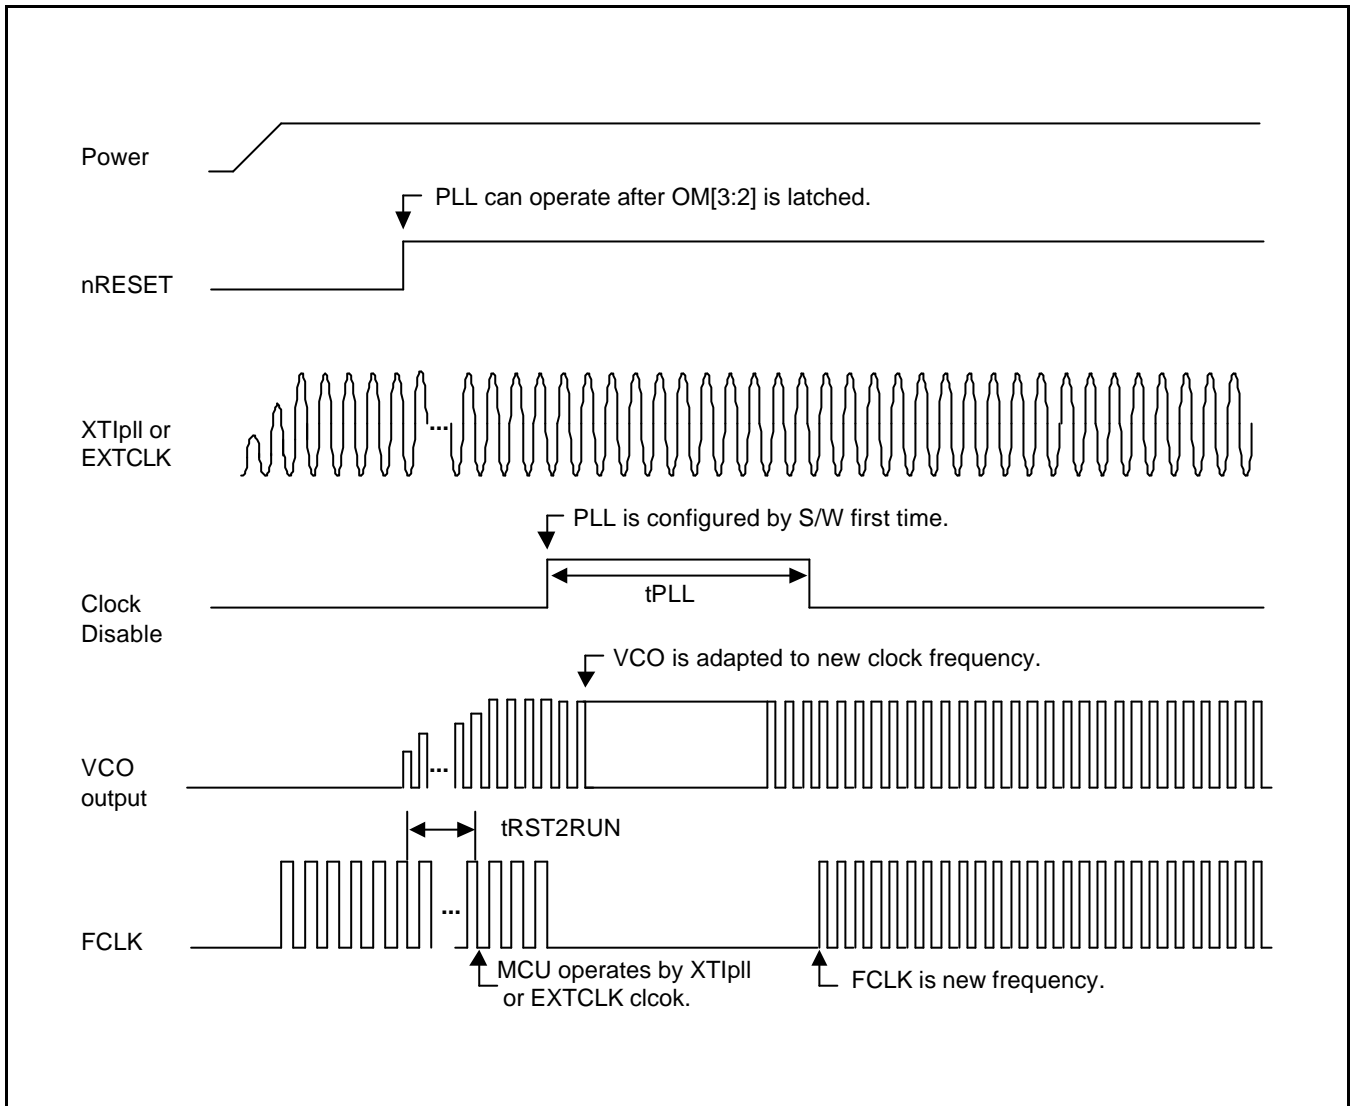 Power
PLL can operate after OM[3:2] is latched.
nRESET
XTIpll or
EXTCLK
...
PLL is configured by S/W first time.
tPLL
Clock
Disable
VCO is adapted to new clock frequency.
VCO
output
...
tRST2RUN
FCLK
...
MCU operates by XTIpll
or EXTCLK clcok.
FCLK is new frequency.